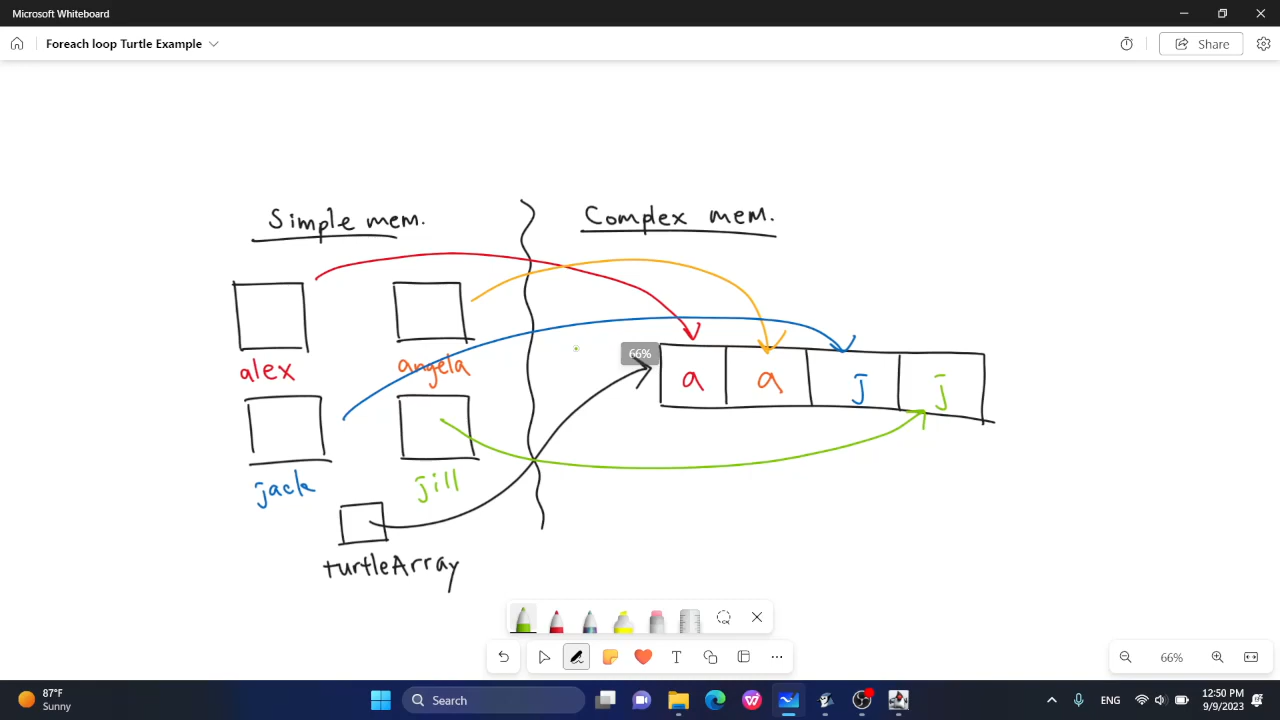 Microsoft Whiteboard
Foreach loop Turtle Example
Share
Simple mem.
Complex mem.
66%
a a j j
alex
angela
jack
jill
turtleArray
66%
87°F
Sunny
Search
ENG
12:50 PM
9/9/2023